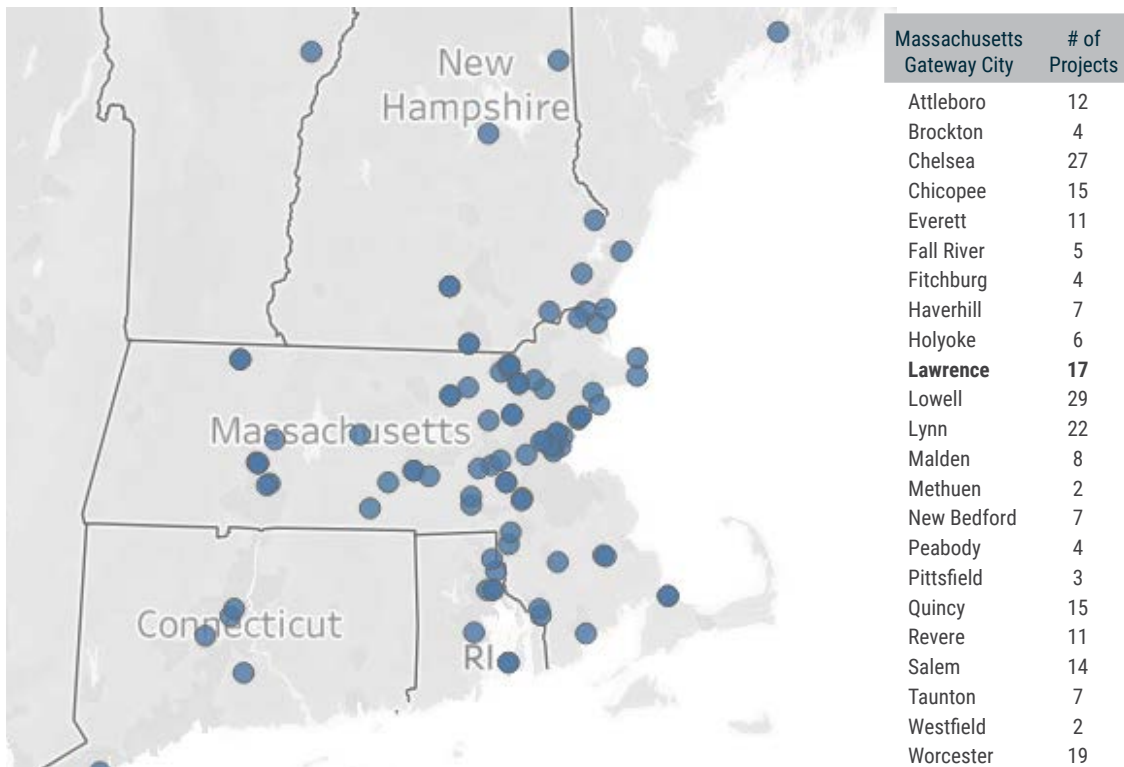 New
Hampshire
Massachusetts
Connecticut
RI
Massachusetts # of
Gateway City Projects
Attleboro 12
Brockton 4
Chelsea 27
Chicopee 15
Everett 11
Fall River 5
Fitchburg 4
Haverhill 7
Holyoke 6
Lawrence 17
Lowell 29
Lynn 22
Malden 8
Methuen 2
New Bedford 7
Peabody 4
Pittsfield 3
Quincy 15
Revere 11
Salem 14
Taunton 7
Westfield 2
Worcester 19